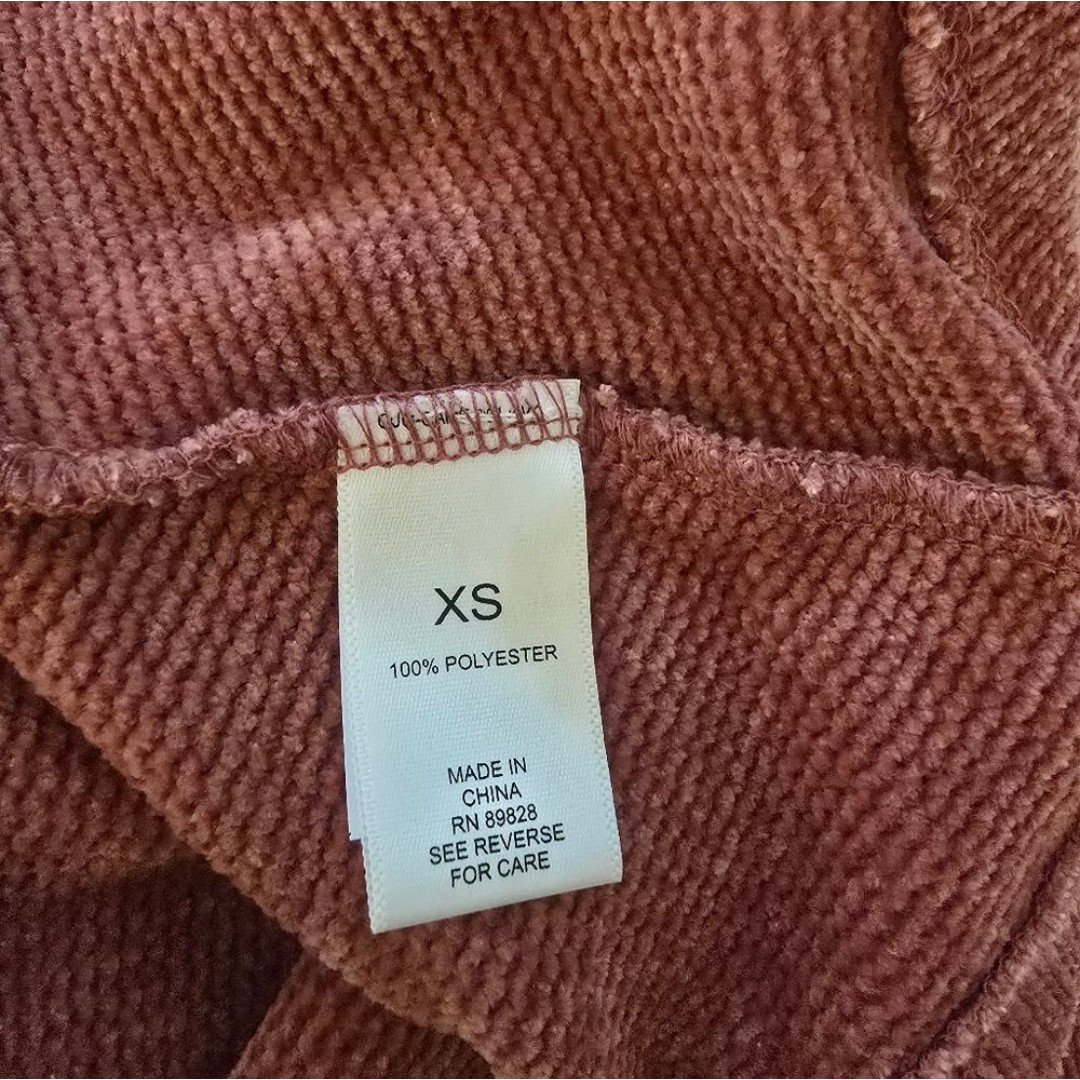 XS
100% POLYESTER
MADE IN
CHINA
RN 89828
SEE REVERSE
FOR CARE